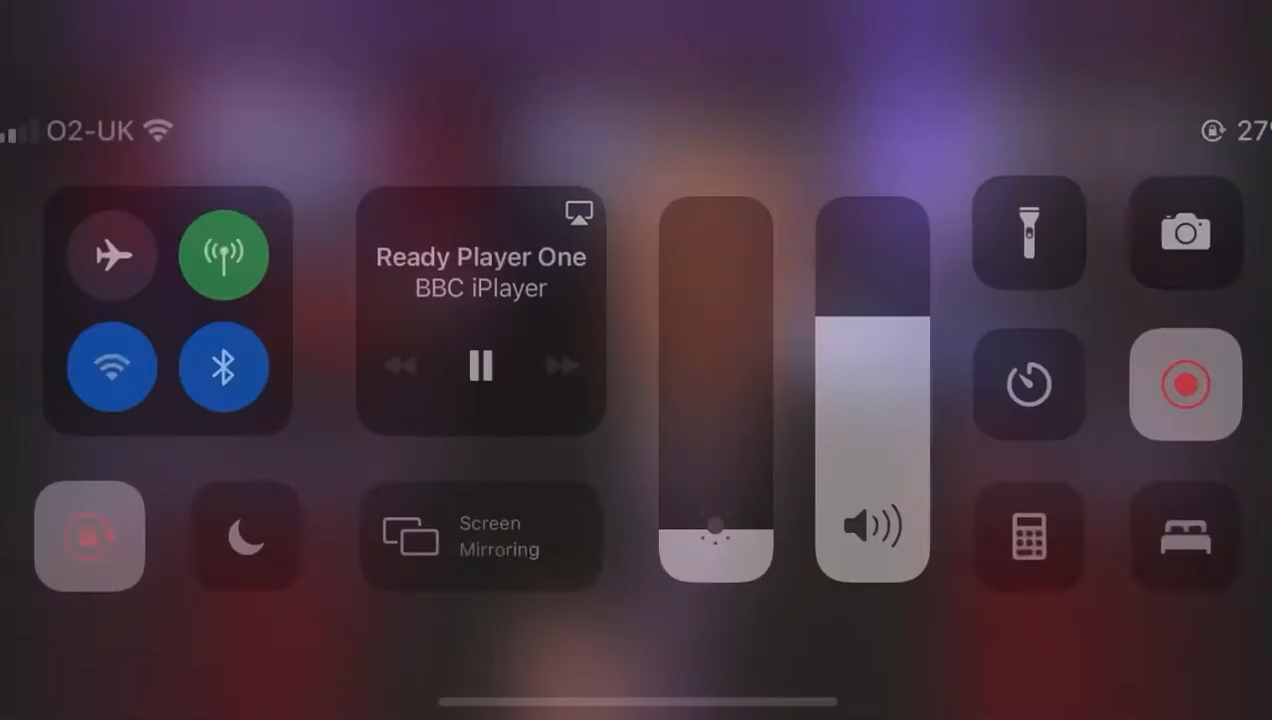 O2-UK
27
Ready Player One
BBC iPlayer
Screen
Mirroring